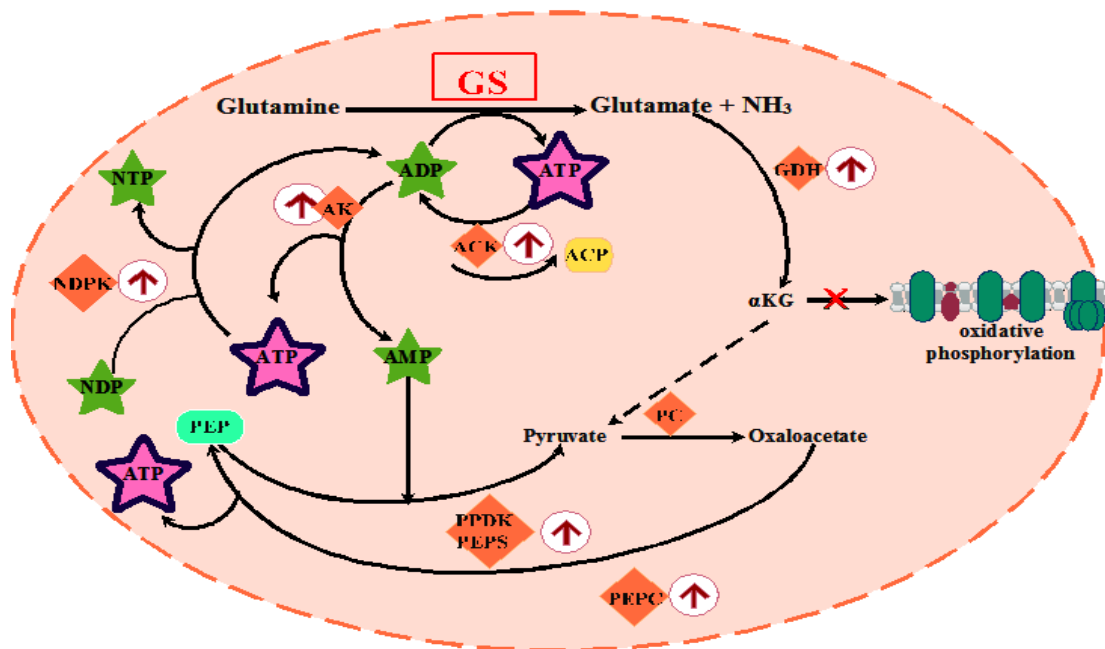 GS
Glutamine
Glutamate + NH₃
NTP
ADP
ATP
GDH
AK
ACK
ACP
NDPK
αKG
oxidative
phosphorylation
ATP
AMP
NDP
PC
PEP
Pyruvate
Oxaloacetate
ATP
PPDK
PEPS
PEPC